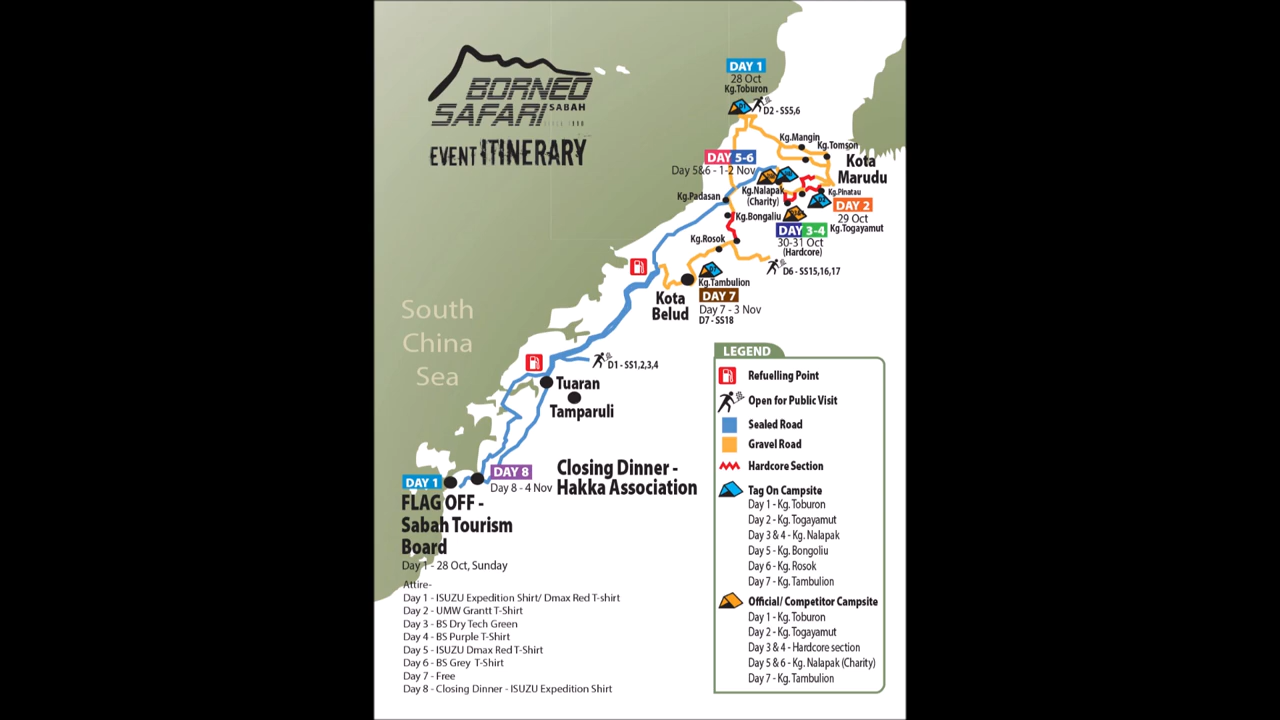 BORNEO
SAFARI SABAH
EVENT ITINERARY
DAY 1
28 Oct
Kg.Toburon
D2 - SS5,6
Kg.Mangin
Kg.Tomson
Kota
Marudu
DAY 5-6
Day 5&6 - 1-2 Nov
Kg.Nalapak
(Charity)
Kg.Pinatau
Kg.Padasan
DAY 2
29 Oct
Kg.Togayamut
Kg.Bongaliu
DAY 3-4
30-31 Oct
(Hardcore)
Kg.Rosok
D6 - SS15,16,17
Kg.Tambulion
DAY 7
Day 7 - 3 Nov
D7 - SS18
Kota
Belud
South
China
Sea
D1 - SS1,2,3,4
Tuaran
Tamparuli
DAY 8
Day 8 - 4 Nov
Closing Dinner -
Hakka Association
DAY 1
FLAG OFF -
Sabah Tourism
Board
Day 1 - 28 Oct, Sunday
Attire-
Day 1 - ISUZU Expedition Shirt/ Dmax Red T-shirt
Day 2 - UMW Grantt T-Shirt
Day 3 - BS Dry Tech Green
Day 4 - BS Purple T-Shirt
Day 5 - ISUZU Dmax Red T-Shirt
Day 6 - BS Grey T-Shirt
Day 7 - Free
Day 8 - Closing Dinner - ISUZU Expedition Shirt
LEGEND
Refuelling Point
Open for Public Visit
Sealed Road
Gravel Road
Hardcore Section
Tag On Campsite
Day 1 - Kg. Toburon
Day 2 - Kg. Togayamut
Day 3 & 4 - Kg. Nalapak
Day 5 - Kg. Bongoliu
Day 6 - Kg. Rosok
Day 7 - Kg. Tambulion
Official/ Competitor Campsite
Day 1 - Kg. Toburon
Day 2 - Kg. Togayamut
Day 3 & 4 - Hardcore section
Day 5 & 6 - Kg. Nalapak (Charity)
Day 7 - Kg. Tambulion